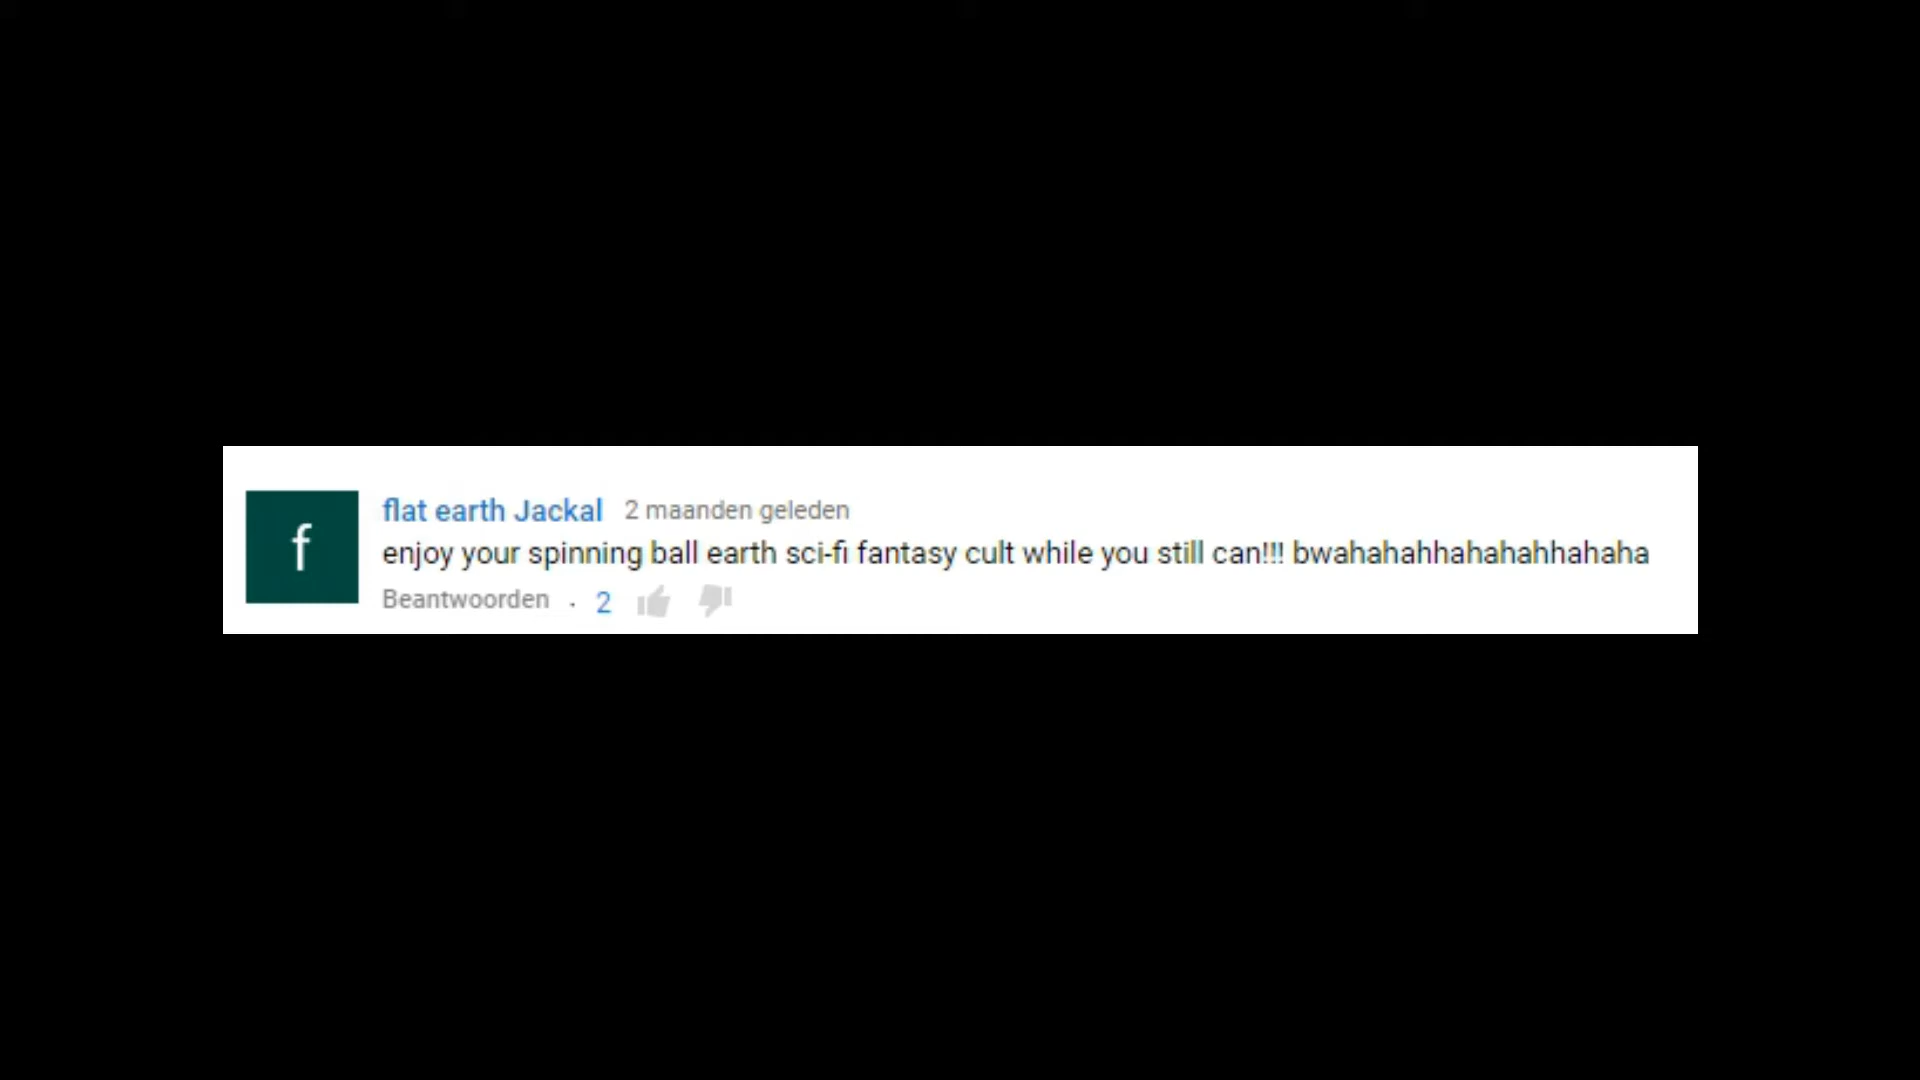 f
flat earth Jackal 2 maanden geleden
enjoy your spinning ball earth sci-fi fantasy cult while you still can!!! bwahahahhahahahhahaha
Beantwoorden · 2